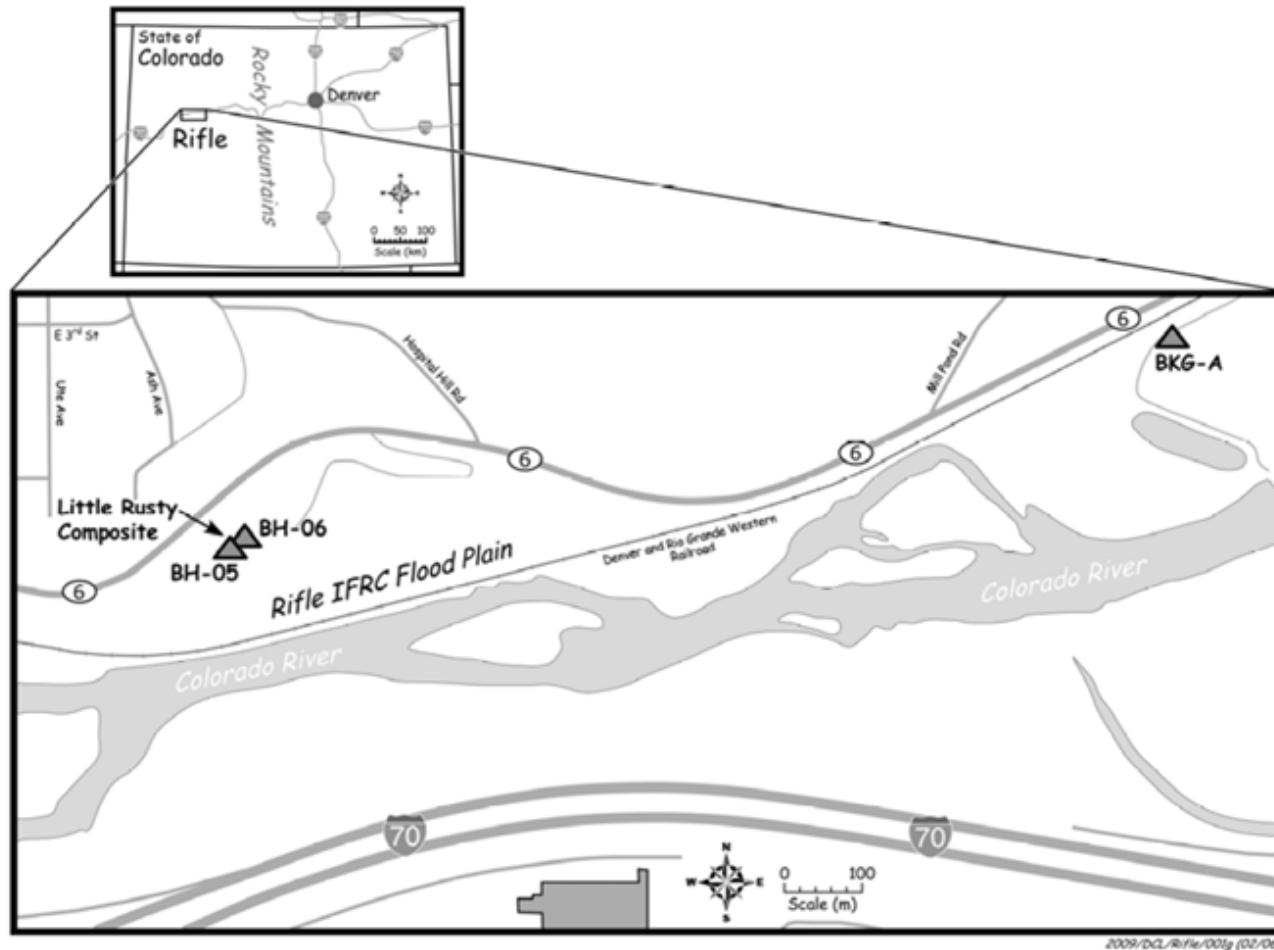 State of
Colorado
Rocky Mountains
Denver
Rifle
N
0 50 100
Scale (km)
E 3rd St
Ute Ave
Ash Ave
Hospital Hill Rd
Mill Pond Rd
6
BKG-A
6
6
Little Rusty
Composite
BH-06
BH-05
6
Rifle IFRC Flood Plain
Denver and Rio Grande Western
Railroad
Colorado River
Colorado River
70
70
N
W E
S
0 100
Scale (m)
2009/DCL/Rifle/001g (02/0